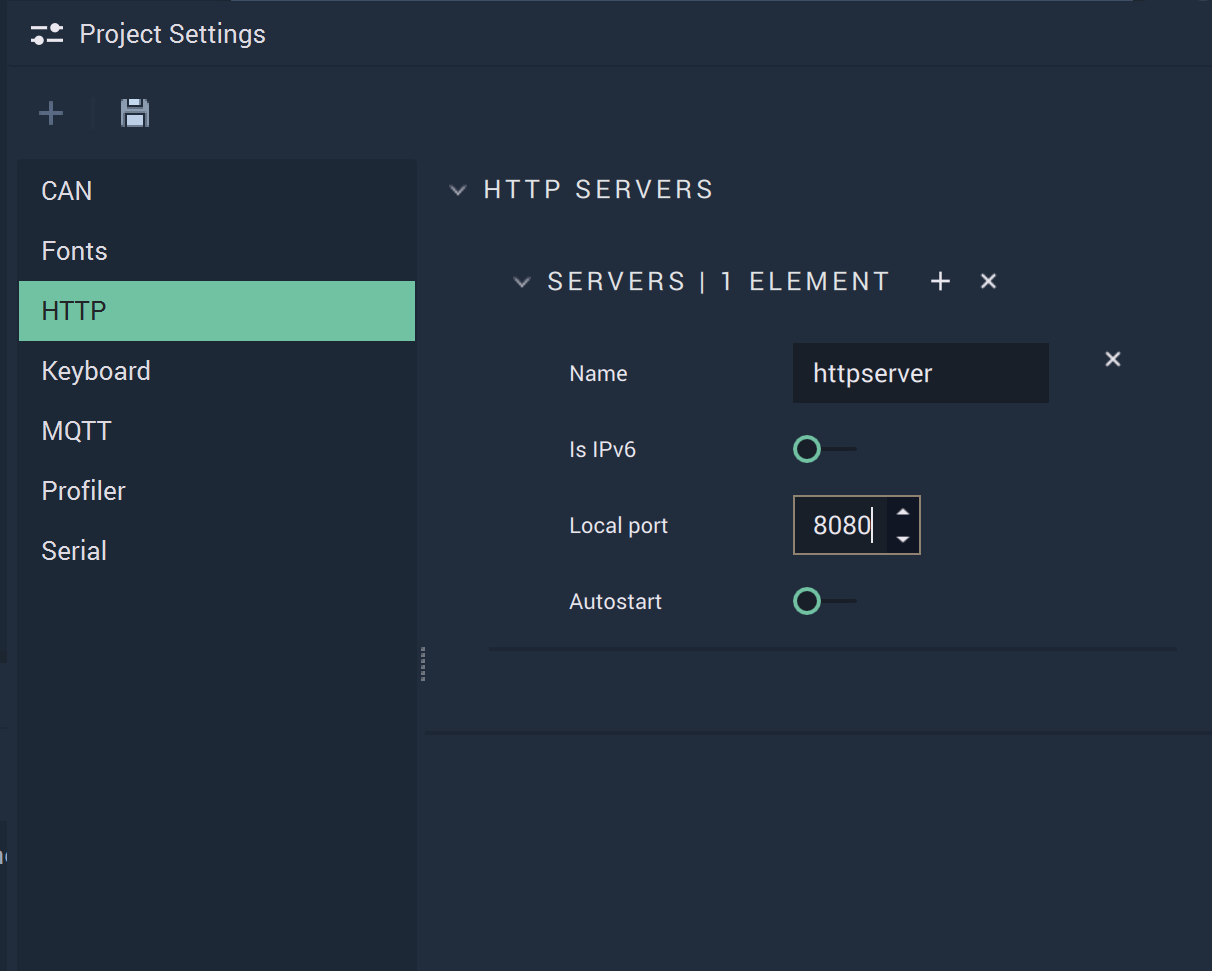 Project Settings
CAN
Fonts
HTTP
Keyboard
MQTT
Profiler
Serial
HTTP SERVERS
SERVERS | 1 ELEMENT
Name httpserver
Is IPv6
Local port 8080
Autostart